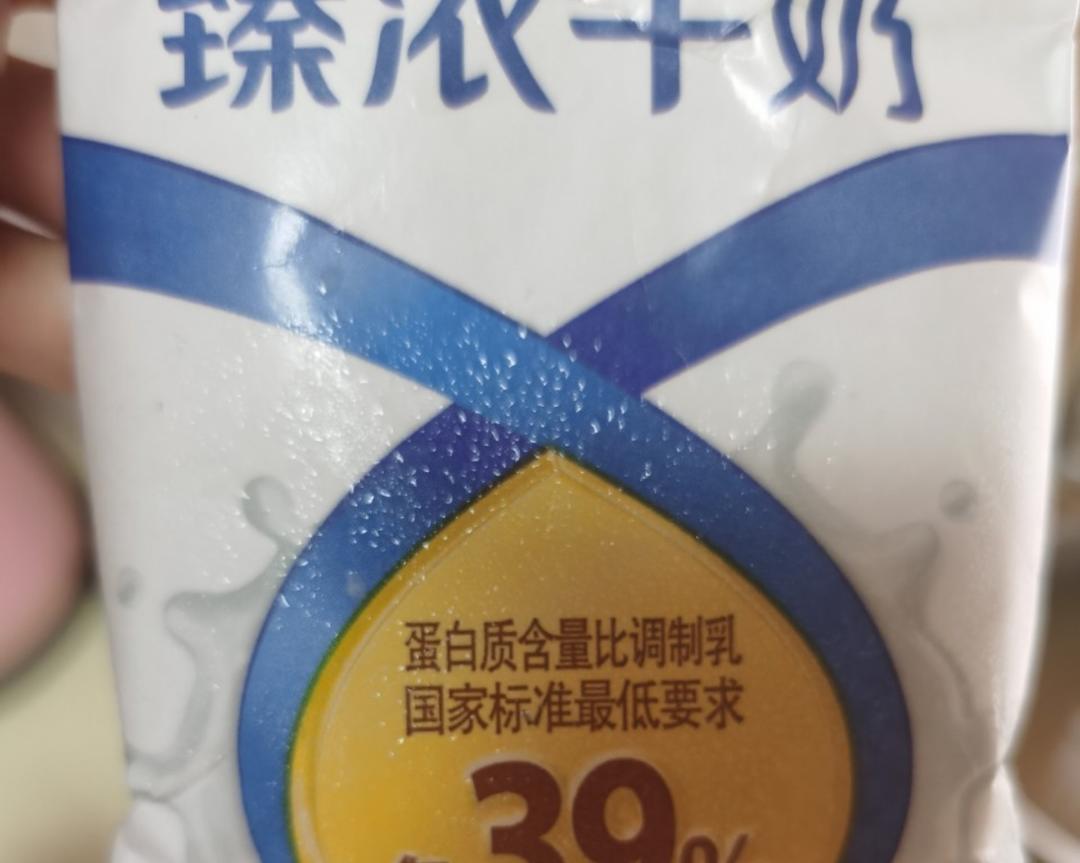 臻浓牛奶
蛋白质含量比调制乳
国家标准最低要求
39%